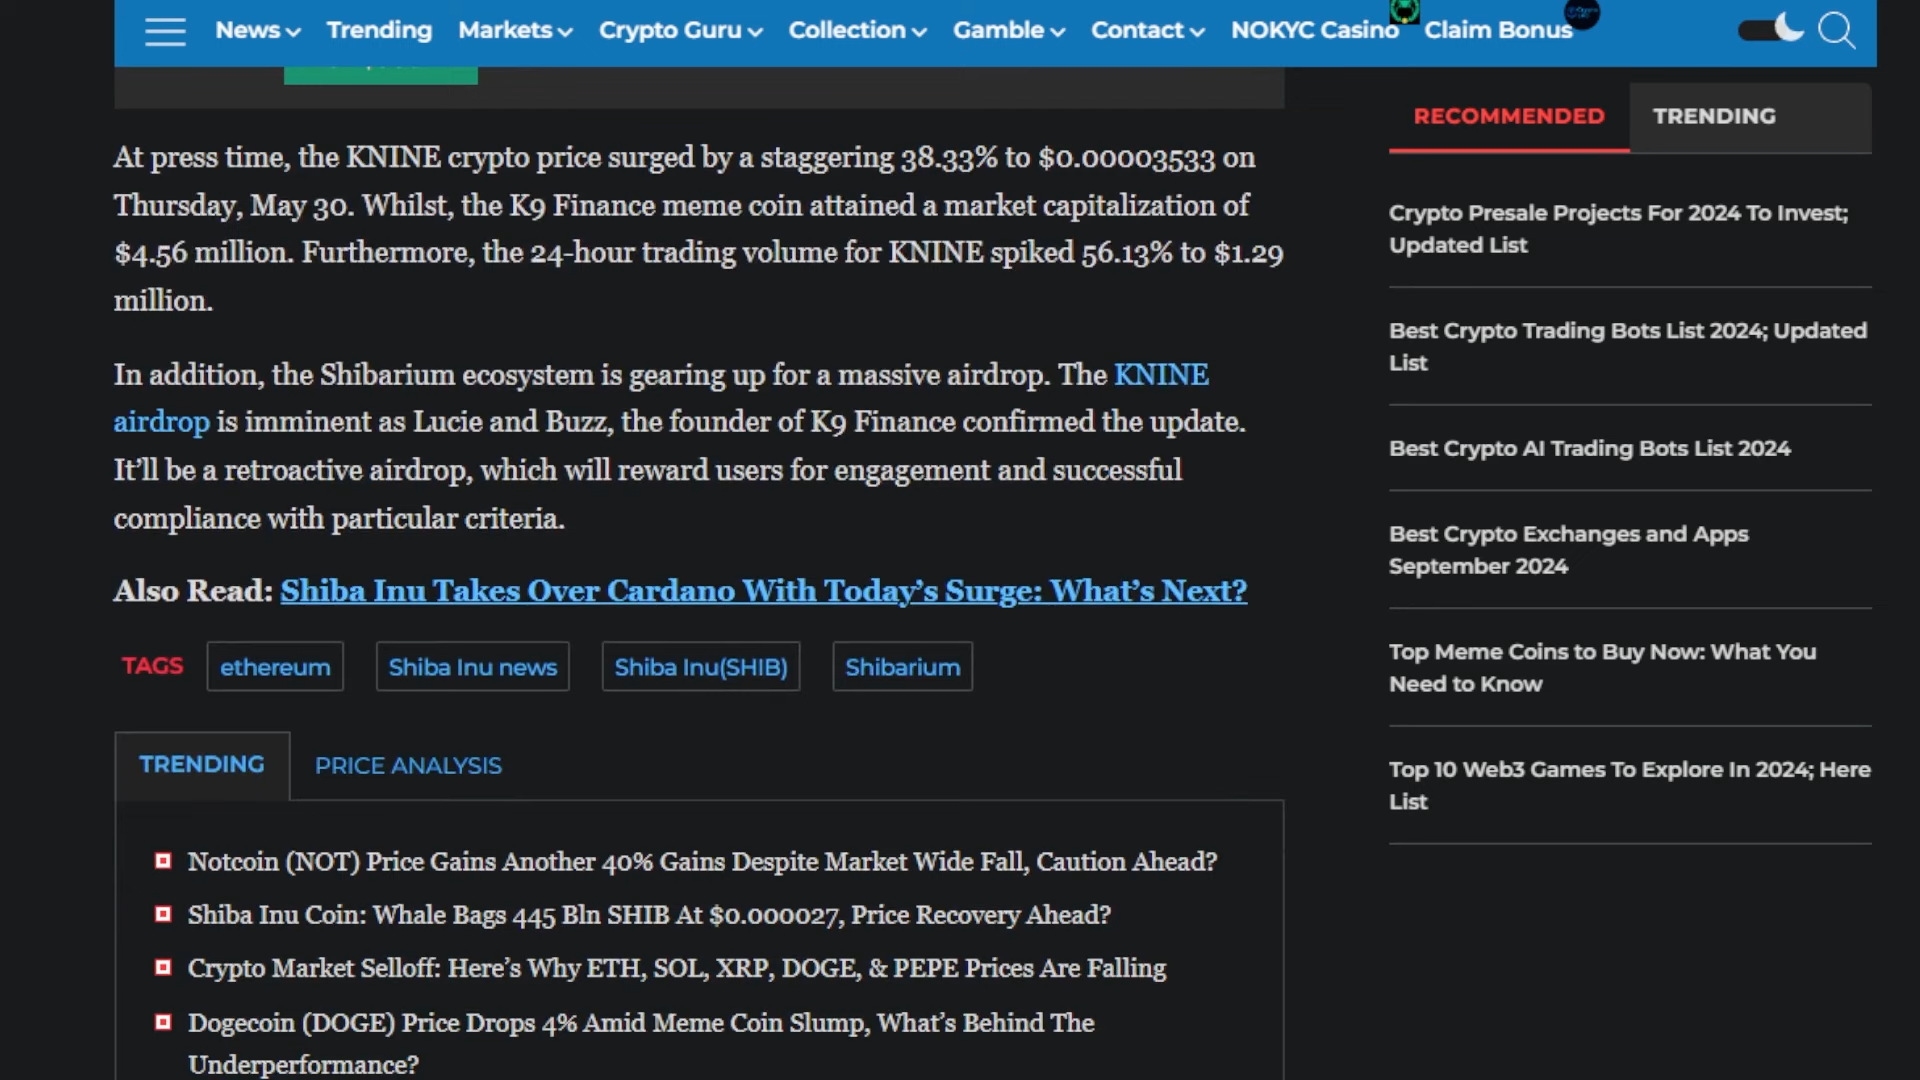 News Trending Markets Crypto Guru Collection Gamble Contact NOKYC Casino Claim Bonus
At press time, the KNINE crypto price surged by a staggering 38.33% to $0.00003533 on
Thursday, May 30. Whilst, the K9 Finance meme coin attained a market capitalization of
$4.56 million. Furthermore, the 24-hour trading volume for KNINE spiked 56.13% to $1.29
million.
In addition, the Shibarium ecosystem is gearing up for a massive airdrop. The KNINE
airdrop is imminent as Lucie and Buzz, the founder of K9 Finance confirmed the update.
It’ll be a retroactive airdrop, which will reward users for engagement and successful
compliance with particular criteria.
Also Read: Shiba Inu Takes Over Cardano With Today’s Surge: What’s Next?
TAGS ethereum Shiba Inu news Shiba Inu(SHIB) Shibarium
TRENDING PRICE ANALYSIS
Notcoin (NOT) Price Gains Another 40% Gains Despite Market Wide Fall, Caution Ahead?
Shiba Inu Coin: Whale Bags 445 Bln SHIB At $0.000027, Price Recovery Ahead?
Crypto Market Selloff: Here’s Why ETH, SOL, XRP, DOGE, & PEPE Prices Are Falling
Dogecoin (DOGE) Price Drops 4% Amid Meme Coin Slump, What’s Behind The
Underperformance?
RECOMMENDED TRENDING
Crypto Presale Projects For 2024 To Invest;
Updated List
Best Crypto Trading Bots List 2024; Updated
List
Best Crypto AI Trading Bots List 2024
Best Crypto Exchanges and Apps
September 2024
Top Meme Coins to Buy Now: What You
Need to Know
Top 10 Web3 Games To Explore In 2024; Here
List